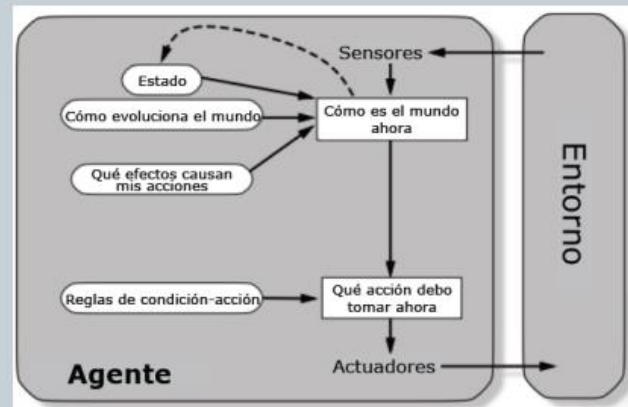 Sensores
Estado
Cómo evoluciona el mundo
Cómo es el mundo
ahora
Qué efectos causan
mis acciones
Entorno
Reglas de condición-acción
Qué acción debo
tomar ahora
Agente
Actuadores